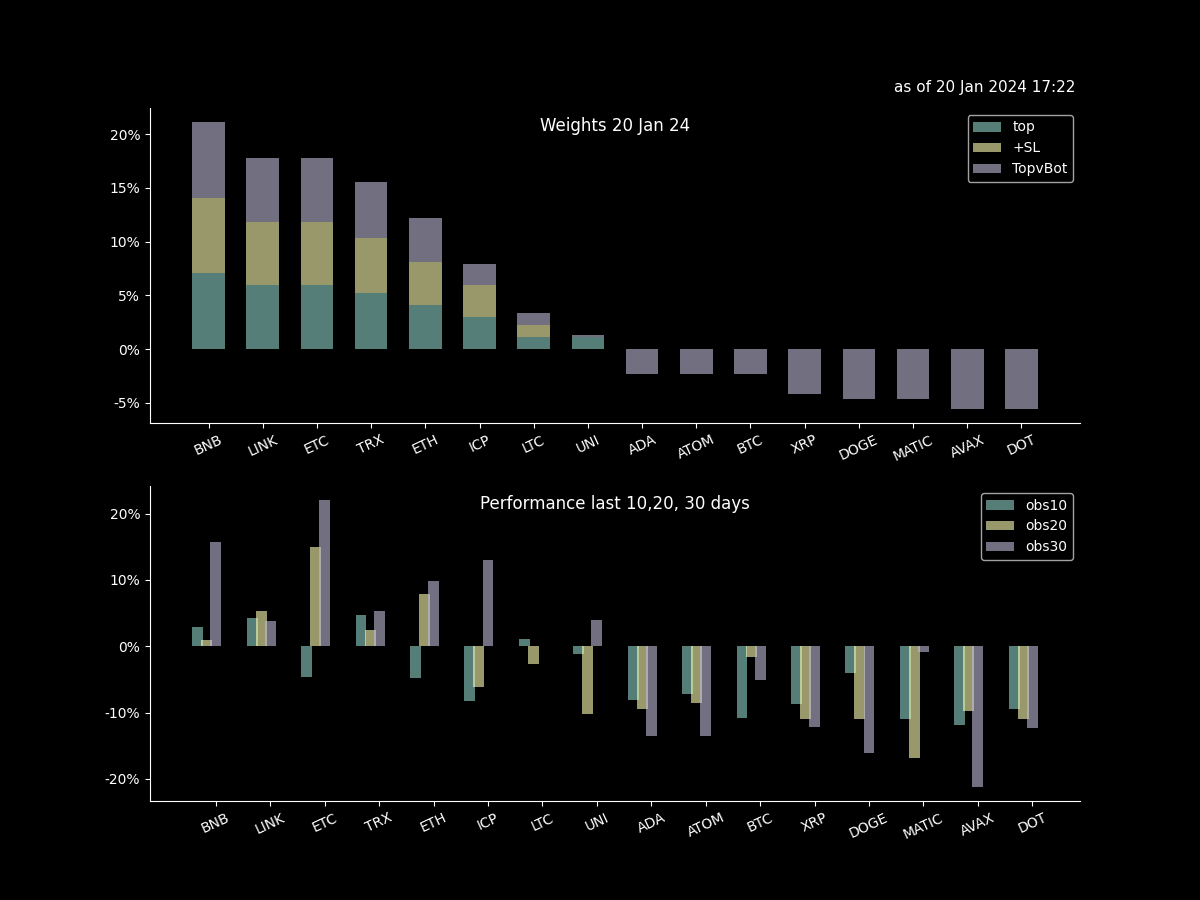 as of 20 Jan 2024 17:22
Weights 20 Jan 24
top
+SL
TopvBot
20%
15%
10%
5%
0%
-5%
BNB LINK ETC TRX ETH ICP LTC UNI ADA ATOM BTC XRP DOGE MATIC AVAX DOT
Performance last 10,20, 30 days
obs10
obs20
obs30
20%
10%
0%
-10%
-20%
BNB LINK ETC TRX ETH ICP LTC UNI ADA ATOM BTC XRP DOGE MATIC AVAX DOT